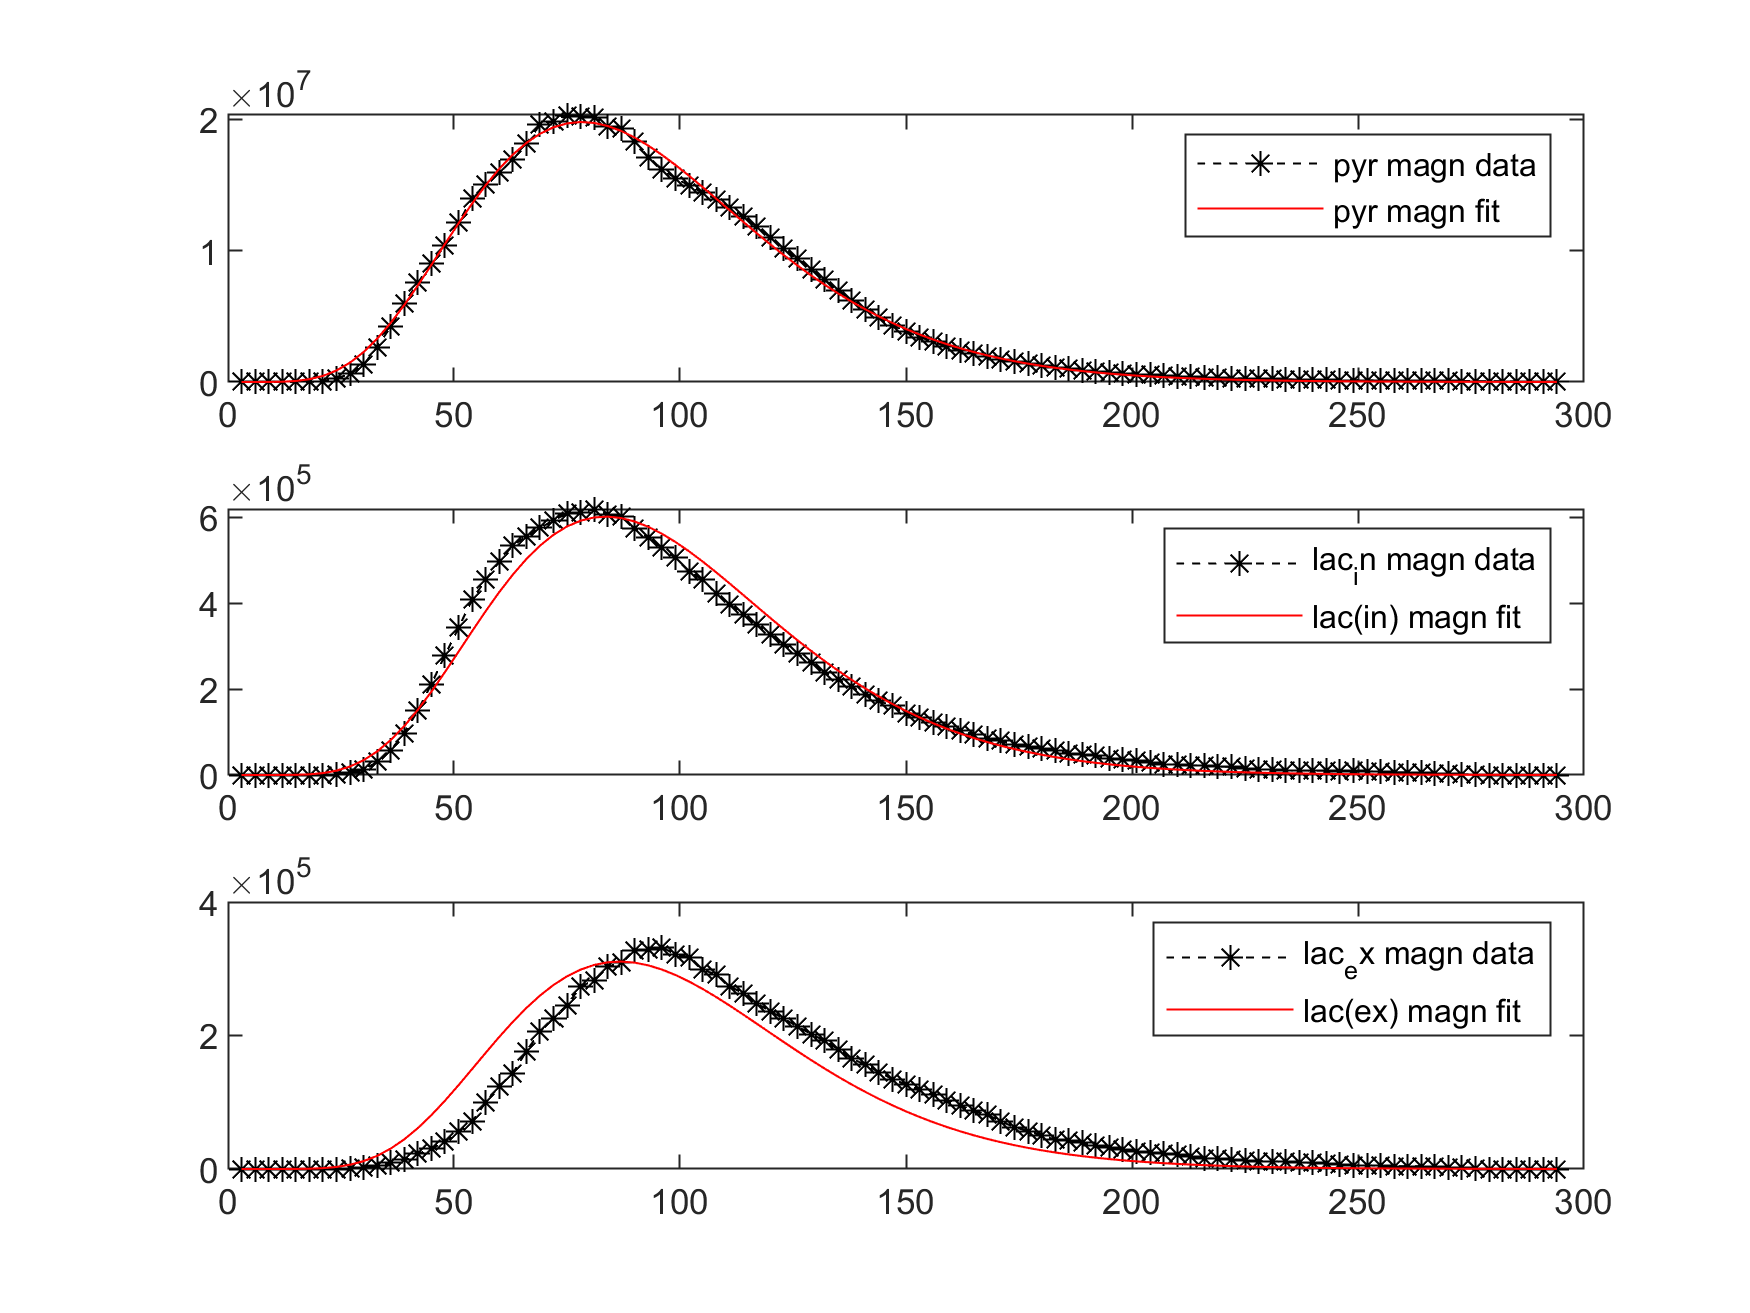 ×10^7
2
1
0
pyr magn data
pyr magn fit
0 50 100 150 200 250 300
×10^5
6
4
2
0
lac_in magn data
lac(in) magn fit
0 50 100 150 200 250 300
×10^5
4
2
0
lac_ex magn data
lac(ex) magn fit
0 50 100 150 200 250 300